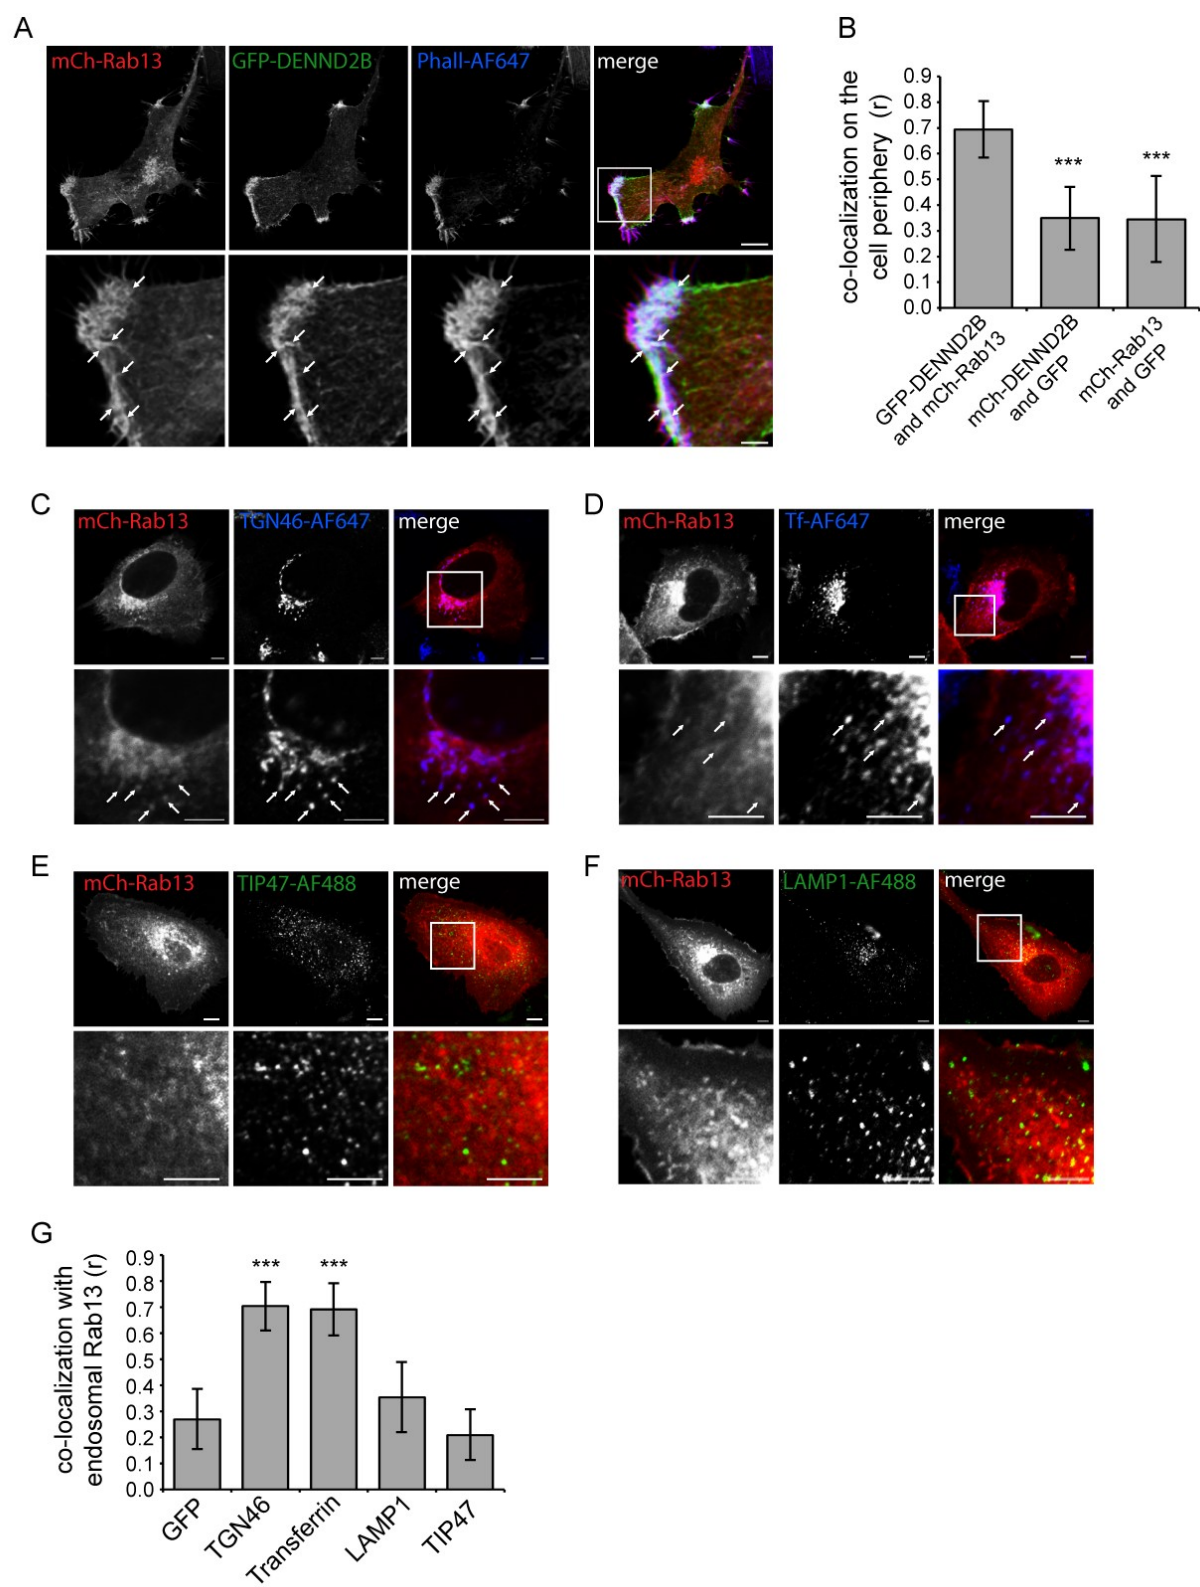 A
mCh-Rab13 GFP-DENND2B Phall-AF647 merge
B
co-localization on the
cell periphery (r)
0.9
0.8
0.7
0.6
0.5
0.4
0.3
0.2
0.1
0.0
*** ***
GFP-DENND2B
and mCh-Rab13
mCh-DENND2B
and GFP
mCh-Rab13
and GFP
C
mCh-Rab13 TGN46-AF647 merge
D
mCh-Rab13 Tf-AF647 merge
E
mCh-Rab13 TIP47-AF488 merge
F
mCh-Rab13 LAMP1-AF488 merge
G
co-localization with
endosomal Rab13 (r)
0.9
0.8
0.7
0.6
0.5
0.4
0.3
0.2
0.1
0.0
*** ***
GFP
TGN46
Transferrin
LAMP1
TIP47